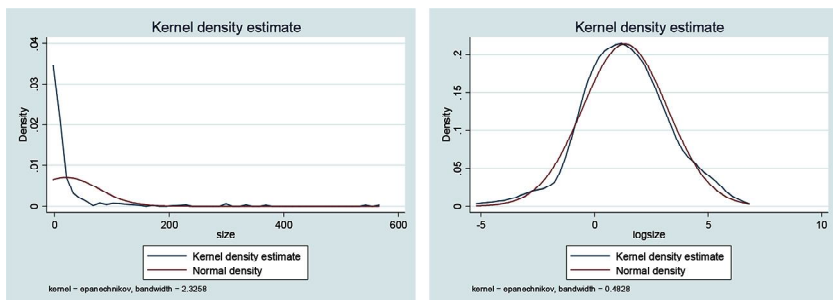 Kernel density estimate
Density
.04
.03
.02
.01
0
0
200
400
600
size
Kernel density estimate
Normal density
kernel = epanechnikov, bandwidth = 2.3258
Kernel density estimate
Density
.2
.15
.1
.05
0
-5
0
5
10
logsize
Kernel density estimate
Normal density
kernel = epanechnikov, bandwidth = 0.4828